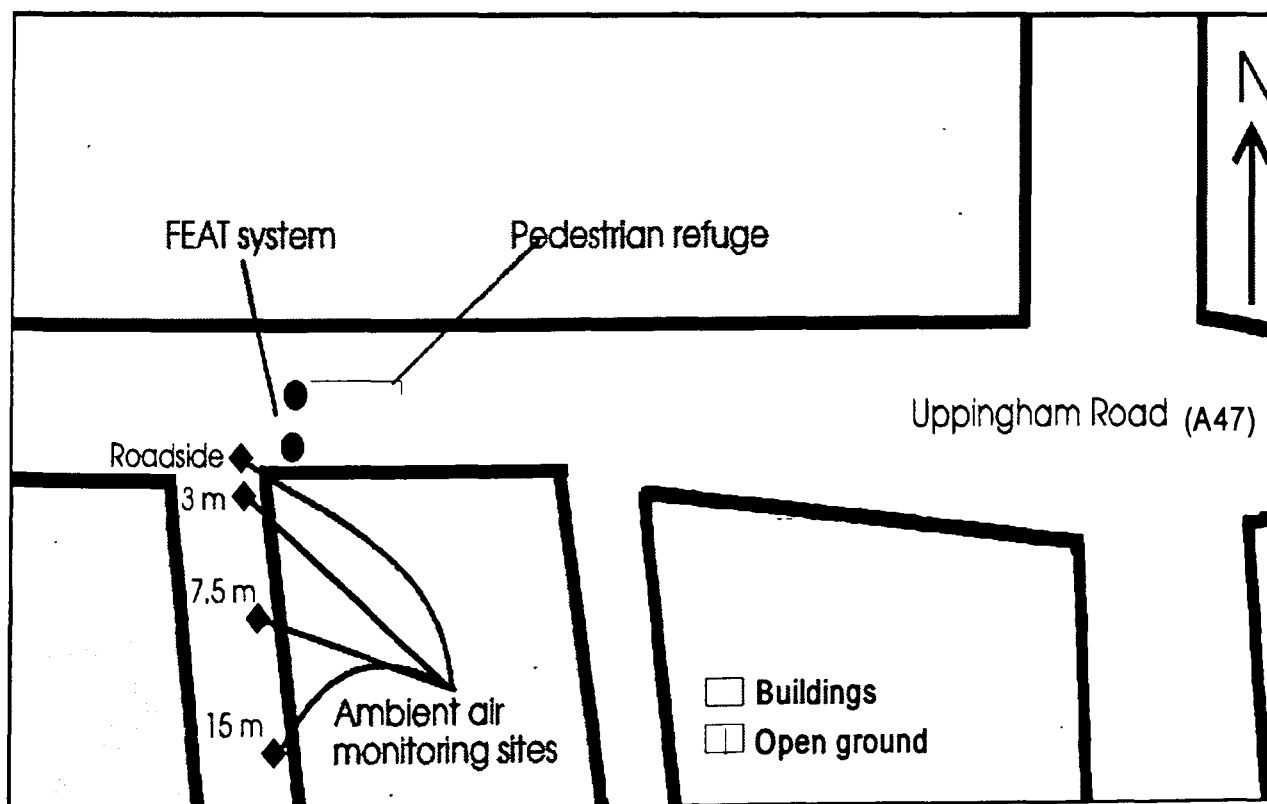 N
FEAT system
Pedestrian refuge
Uppingham Road (A47)
Roadside
3 m
7,5 m
15 m
Ambient air
monitoring sites
Buildings
Open ground